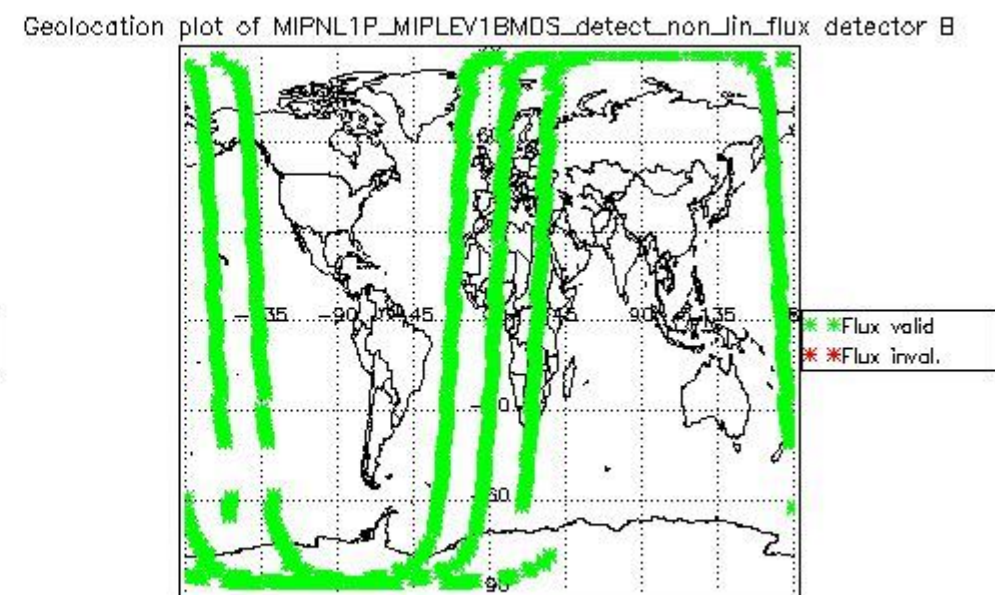 Geolocation plot of MIPNL1P_MIPLEV1BMDS_detect_non_lin_flux detector B
60
-135 -90 -45 45 90 135
Flux valid
Flux inval.